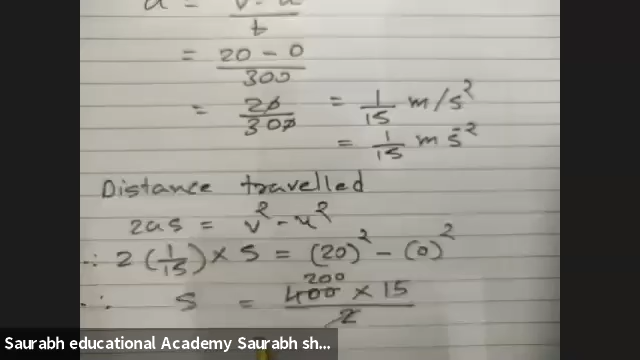 a = v - u / t
= 20 - 0 / 300
= 20 / 300 = 1/15 m/s²
= 1/15 m s⁻²
Distance travelled
2as = v² - u²
∴ 2 (1/15) × S = (20)² - (0)²
∴ S = 400 200 × 15 / 2
Saurabh educational Academy Saurabh sh...